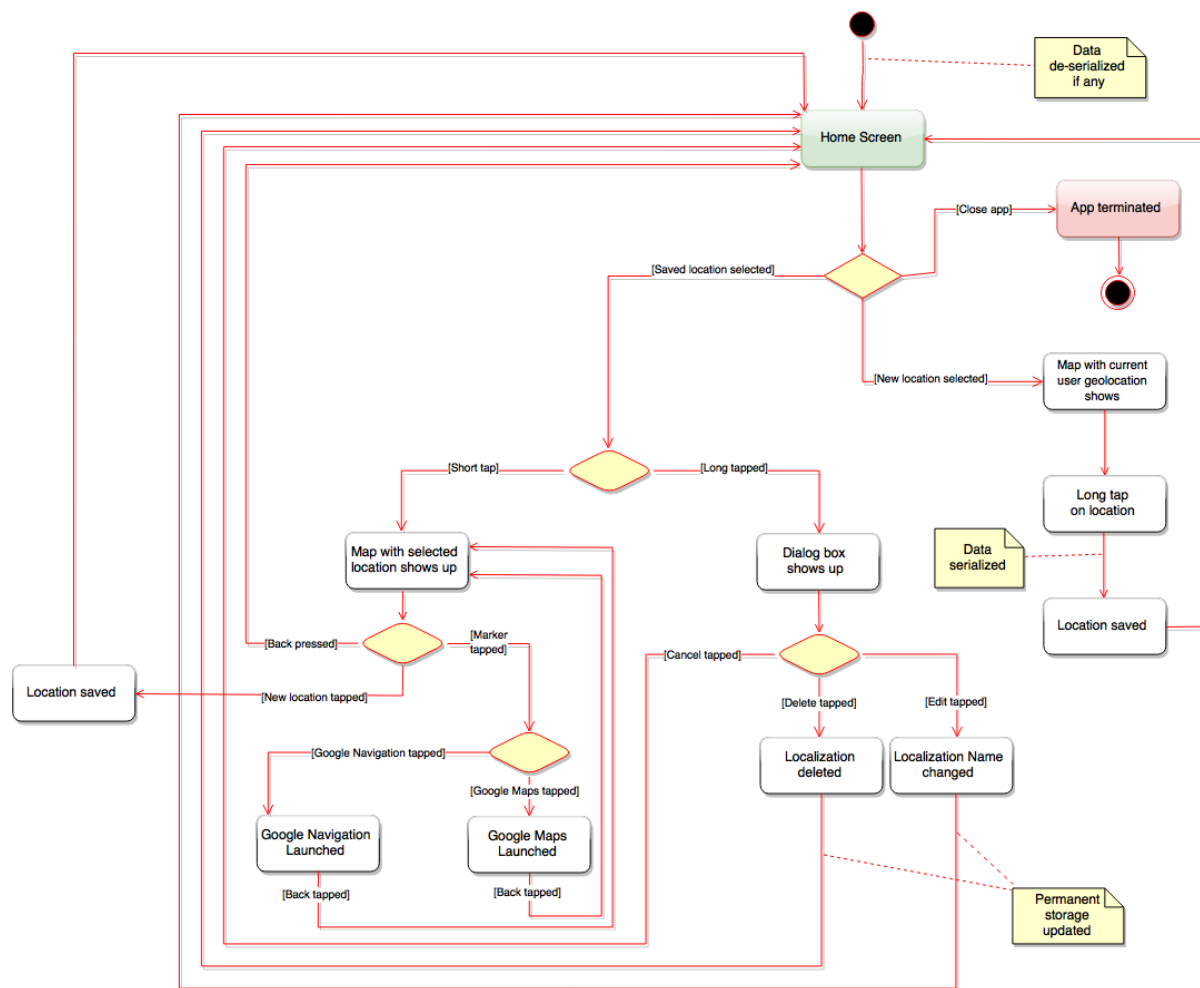 Data
de-serialized
if any
Home Screen
[Close app]
App terminated
[Saved location selected]
[New location selected]
Map with current
user geolocation
shows
[Short tap]
[Long tapped]
Long tap
on location
Map with selected
location shows up
Dialog box
shows up
Data
serialized
Location saved
[Back pressed]
[Marker
tapped]
[Cancel tapped]
Location saved
[New location tapped]
[Delete tapped]
[Edit tapped]
[Google Navigation tapped]
Localization
deleted
Localization Name
changed
[Google Maps tapped]
Google Navigation
Launched
Google Maps
Launched
[Back tapped]
[Back tapped]
Permanent
storage
updated